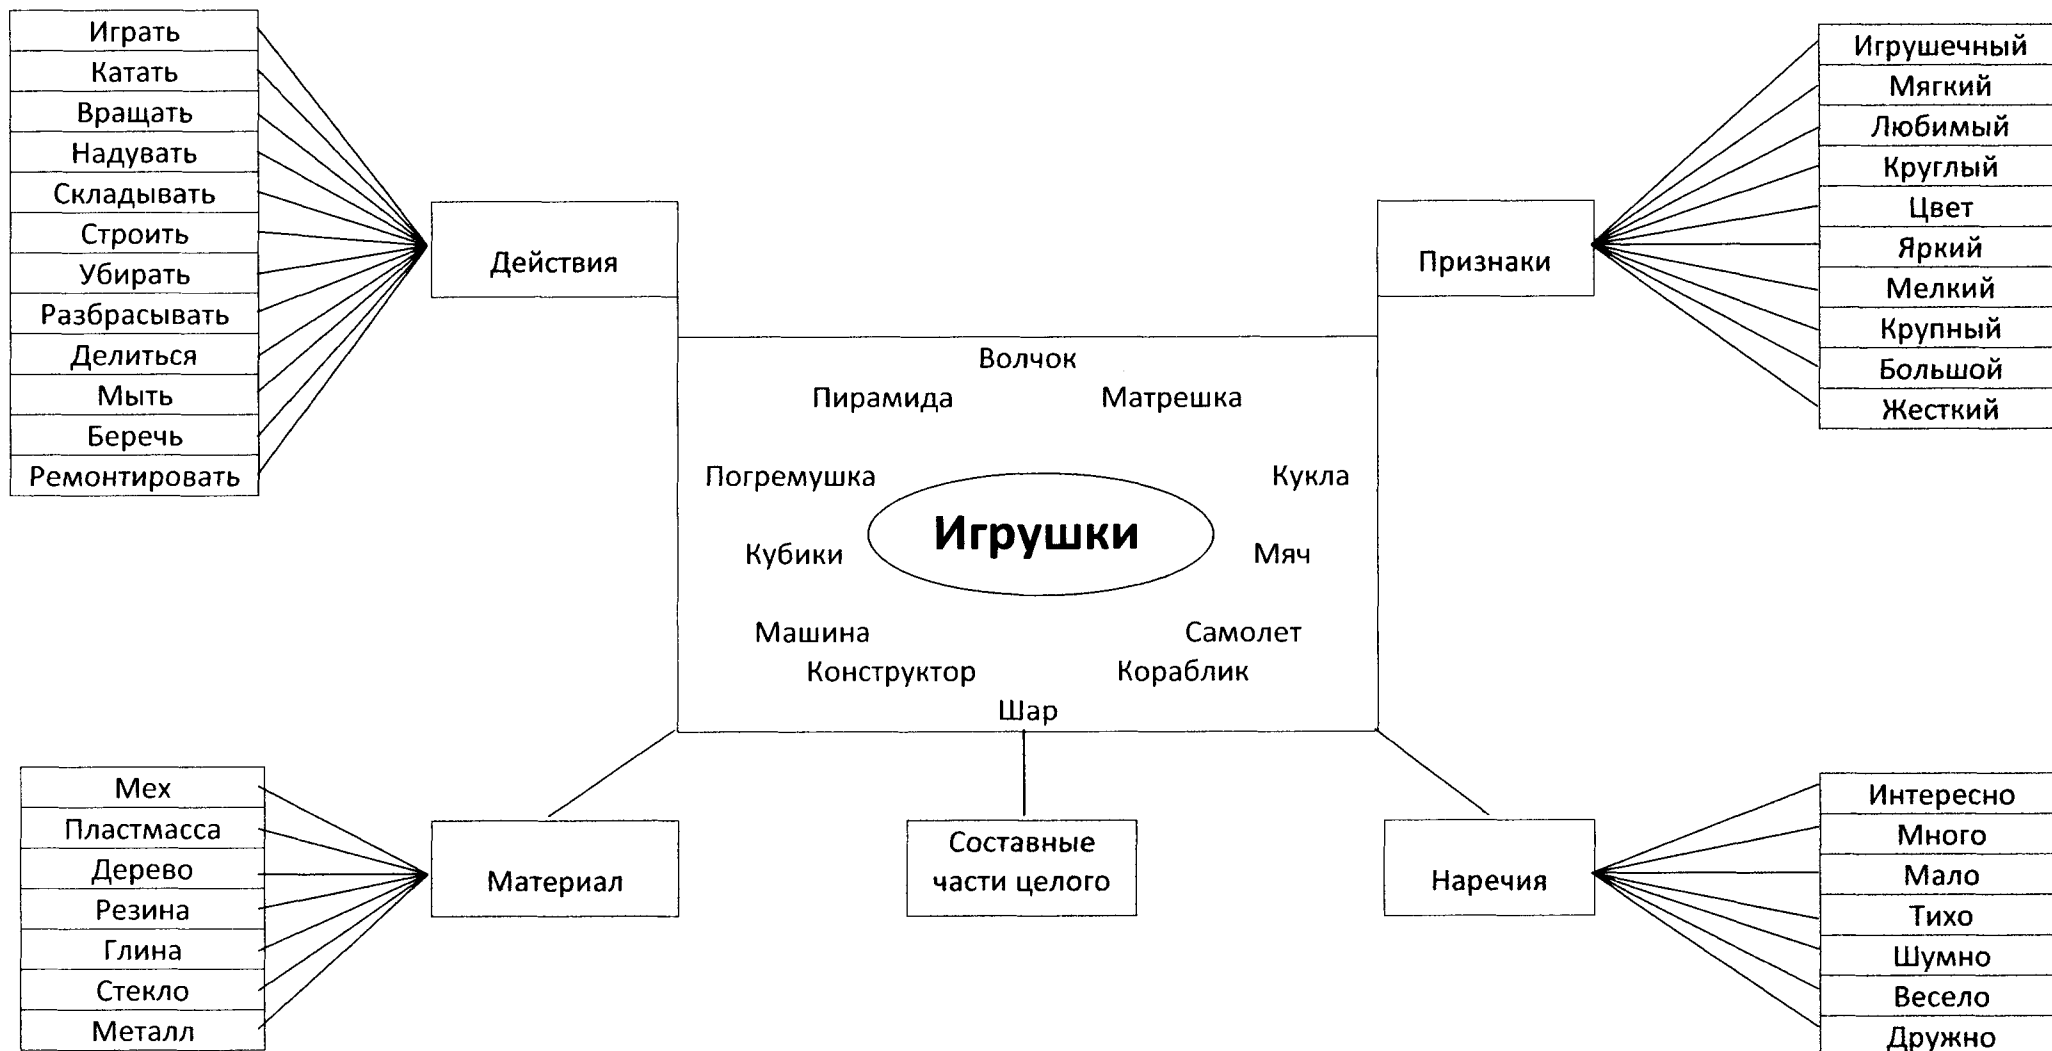 Играть
Катать
Вращать
Надувать
Складывать
Строить
Убирать
Разбрасывать
Делиться
Мыть
Беречь
Ремонтировать
Действия
Признаки
Игрушечный
Мягкий
Любимый
Круглый
Цвет
Яркий
Мелкий
Крупный
Большой
Жесткий
Волчок
Пирамида
Матрешка
Погремушка
Кукла
Игрушки
Кубики
Мяч
Машина
Самолет
Конструктор
Кораблик
Шар
Мех
Пластмасса
Дерево
Резина
Глина
Стекло
Металл
Материал
Составные
части целого
Наречия
Интересно
Много
Мало
Тихо
Шумно
Весело
Дружно